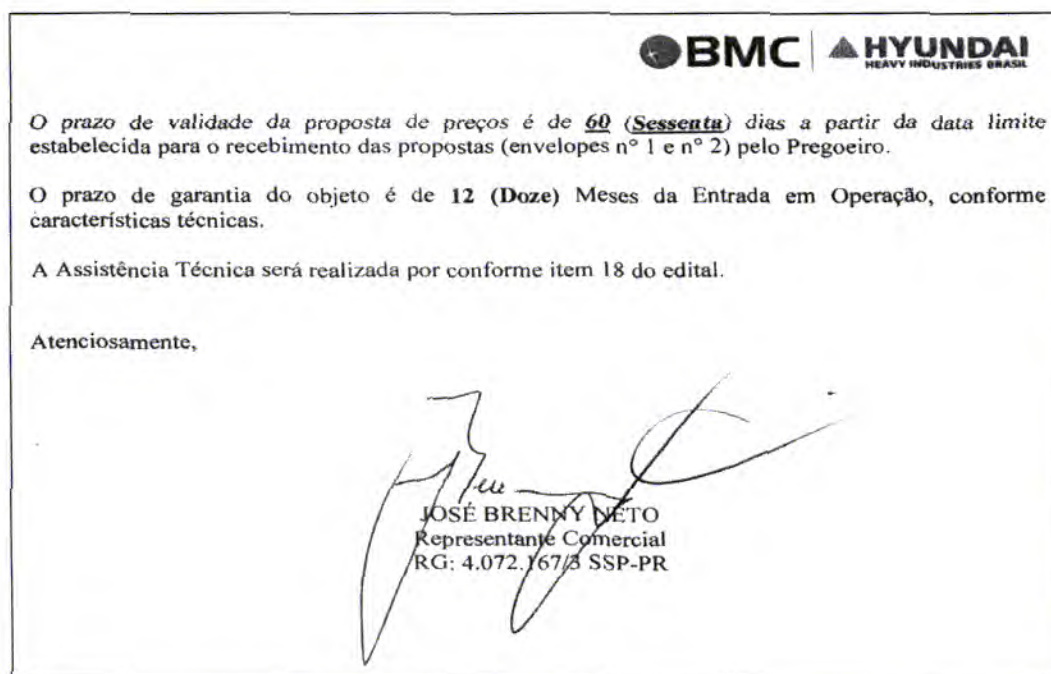 BMC HYUNDAI
HEAVY INDUSTRIES BRASIL
O prazo de validade da proposta de preços é de 60 (Sessenta) dias a partir da data limite
estabelecida para o recebimento das propostas (envelopes n° 1 e n° 2) pelo Pregoeiro.
O prazo de garantia do objeto é de 12 (Doze) Meses da Entrada em Operação, conforme
características técnicas.
A Assistência Técnica será realizada por conforme item 18 do edital.
Atenciosamente,
JOSÉ BRENNY NETO
Representante Comercial
RG: 4.072.167/3 SSP-PR